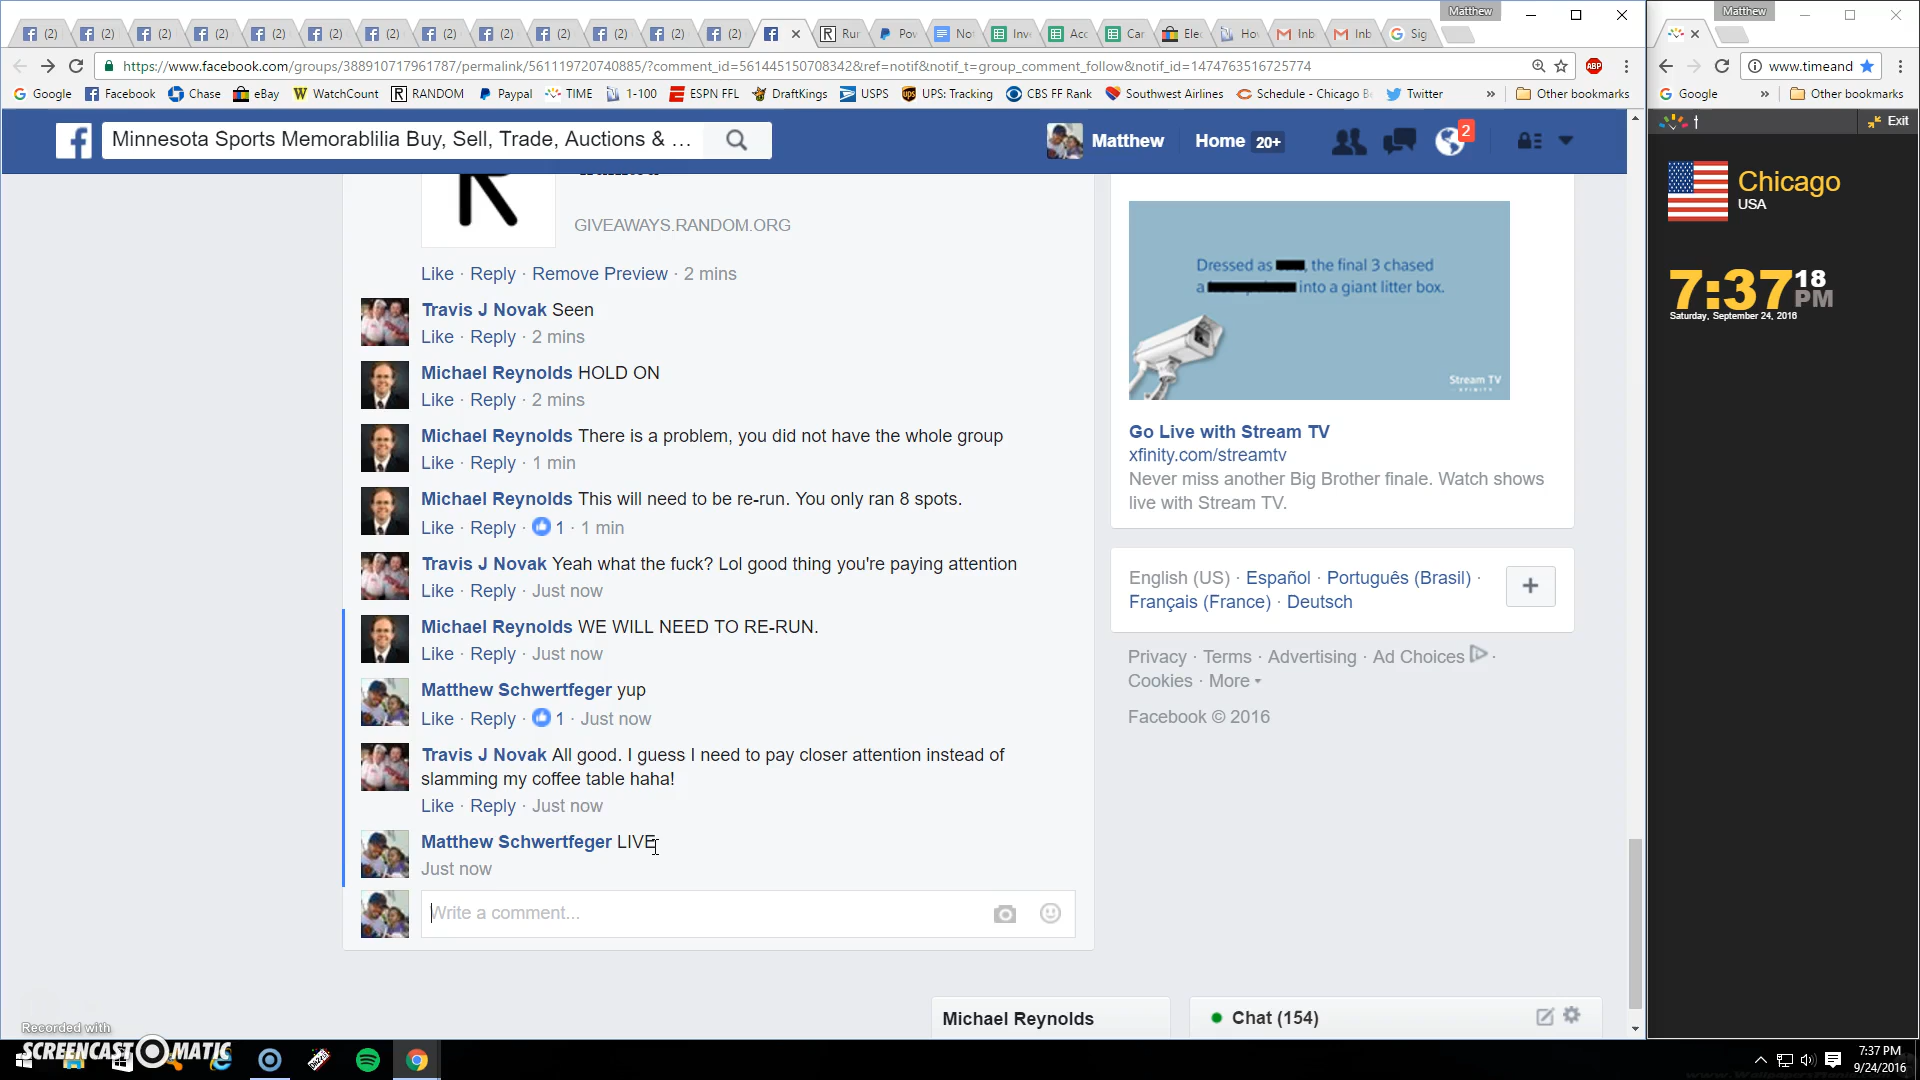 (2) (2) (2) (2) (2) (2) (2) (2) (2) (2) (2) (2) (2) Rur Pov No Inv Acc Car Ele Hov Inb Inb Sig Matthew
https://www.facebook.com/groups/388910717961787/permalink/561119720740885/?comment_id=561445150708342&ref=notif&notif_t=group_comment_follow&notif_id=1474763516725774
Google Facebook Chase eBay WatchCount RANDOM Paypal TIME 1-100 ESPN FFL DraftKings USPS UPS: Tracking CBS FF Rank Southwest Airlines Schedule - Chicago B Twitter » Other bookmarks
Minnesota Sports Memorablilia Buy, Sell, Trade, Auctions & ...
Matthew Home 20+ 2
GIVEAWAYS.RANDOM.ORG
Like · Reply · Remove Preview · 2 mins
Travis J Novak Seen
Like · Reply · 2 mins
Michael Reynolds HOLD ON
Like · Reply · 2 mins
Michael Reynolds There is a problem, you did not have the whole group
Like · Reply · 1 min
Michael Reynolds This will need to be re-run. You only ran 8 spots.
Like · Reply · 1 · 1 min
Travis J Novak Yeah what the fuck? Lol good thing you're paying attention
Like · Reply · Just now
Michael Reynolds WE WILL NEED TO RE-RUN.
Like · Reply · Just now
Matthew Schwertfeger yup
Like · Reply · 1 · Just now
Travis J Novak All good. I guess I need to pay closer attention instead of
slamming my coffee table haha!
Like · Reply · Just now
Matthew Schwertfeger LIVE
Just now
Write a comment...
Dressed as , the final 3 chased
a into a giant litter box.
Stream TV
XFINITY
Go Live with Stream TV
xfinity.com/streamtv
Never miss another Big Brother finale. Watch shows
live with Stream TV.
English (US) · Español · Português (Brasil) ·
Français (France) · Deutsch
+
Privacy · Terms · Advertising · Ad Choices ·
Cookies · More
Facebook © 2016
Michael Reynolds
Chat (154)
Matthew
www.timeand
Google » Other bookmarks
t Exit
Chicago
USA
7:37 18 PM
Saturday, September 24, 2016
Recorded with
SCREENCAST-O-MATIC
7:37 PM
9/24/2016